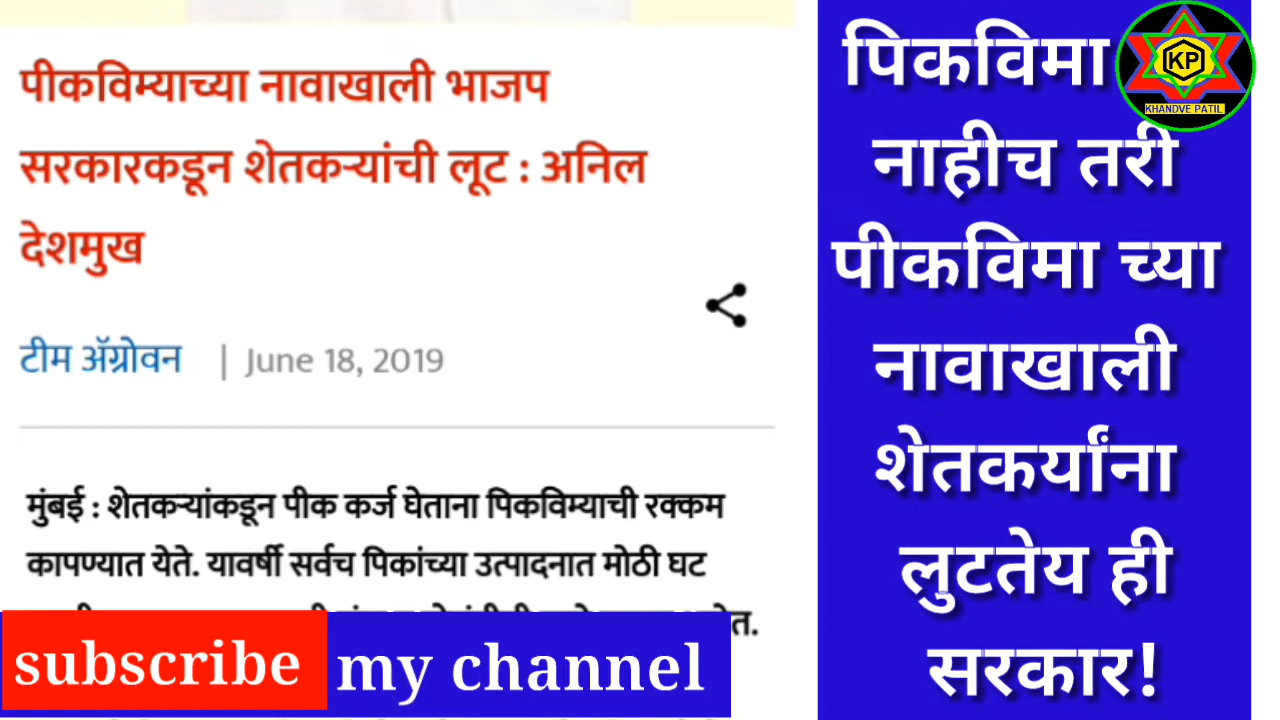 पीकविम्याच्या नावाखाली भाजप
सरकारकडून शेतकऱ्यांची लूट : अनिल
देशमुख
टीम ॲग्रोवन | June 18, 2019
मुंबई : शेतकऱ्यांकडून पीक कर्ज घेताना पिकविम्याची रक्कम
कापण्यात येते. यावर्षी सर्वच पिकांच्या उत्पादनात मोठी घट
subscribe my channel
पिकविमा
नाहीच तरी
पीकविमा च्या
नावाखाली
शेतकर्यांना
लुटतेय ही
सरकार!
KP
KHANDVE PATIL